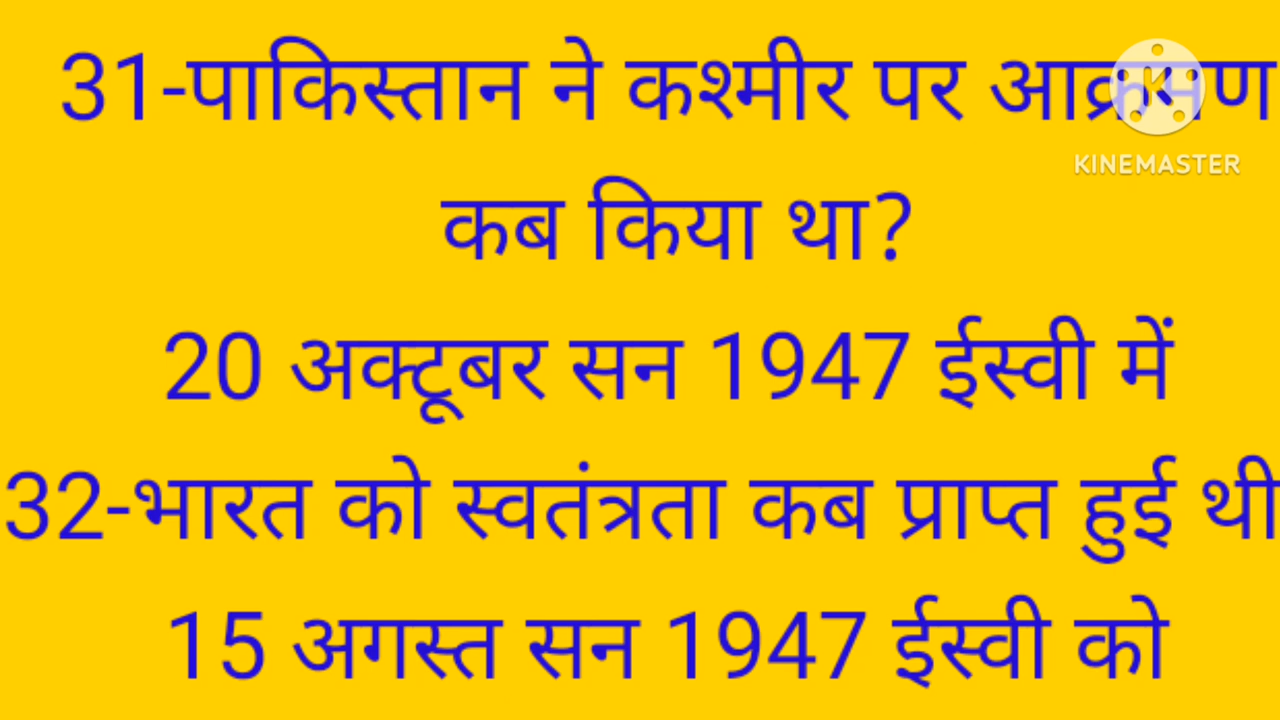 31-पाकिस्तान ने कश्मीर पर आक्रमण
KINEMASTER
कब किया था?
20 अक्टूबर सन 1947 ईस्वी में
32-भारत को स्वतंत्रता कब प्राप्त हुई थी
15 अगस्त सन 1947 ईस्वी को